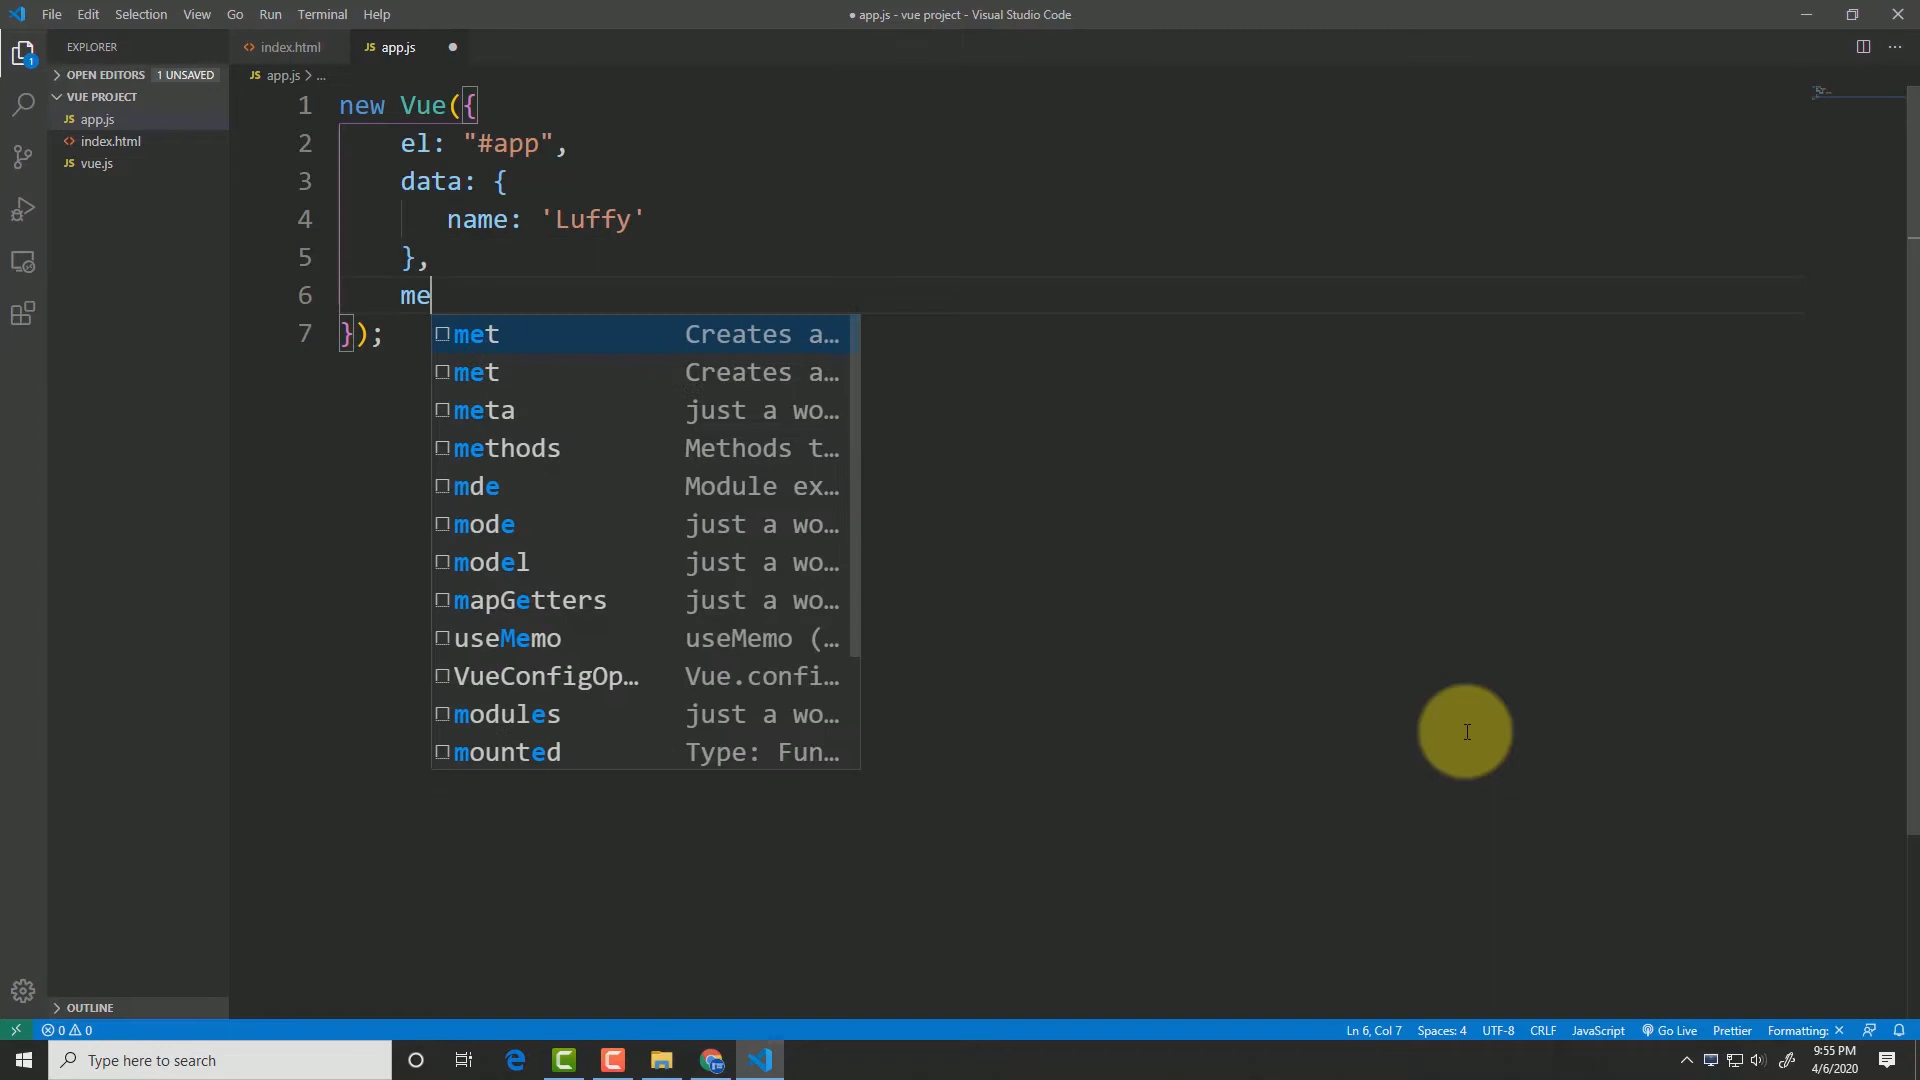 File Edit Selection View Go Run Terminal Help
● app.js - vue project - Visual Studio Code
EXPLORER
OPEN EDITORS 1 UNSAVED
VUE PROJECT
JS app.js
<> index.html
JS vue.js
OUTLINE
1
<> index.html
JS app.js ●
JS app.js > ...
1 new Vue({
2 el: "#app",
3 data: {
4 name: 'Luffy'
5 },
6 me
7 });
met Creates a…
met Creates a…
meta just a wo…
methods Methods t…
mde Module ex…
mode just a wo…
model just a wo…
mapGetters just a wo…
useMemo useMemo (…
VueConfigOp… Vue.confi…
modules just a wo…
mounted Type: Fun…
0 0 Ln 6, Col 7 Spaces: 4 UTF-8 CRLF JavaScript Go Live Prettier Formatting: ×
Type here to search
9:55 PM
4/6/2020